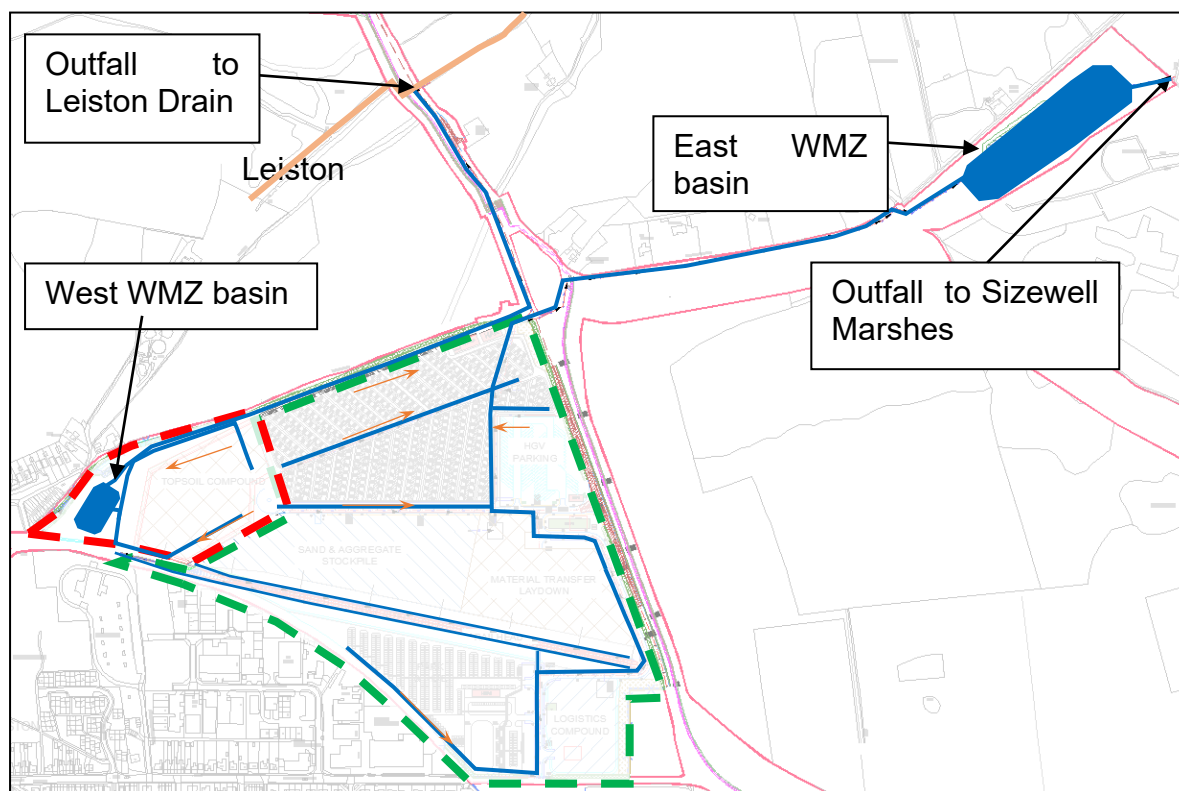 Outfall to
Leiston Drain
Leiston
East WMZ
basin
West WMZ basin
Outfall to Sizewell
Marshes
HGV
PARKING
TOPSOIL COMPOUND
SAND & AGGREGATE
STOCKPILE
MATERIAL TRANSFER
LAYDOWN
LOGISTICS
COMPOUND